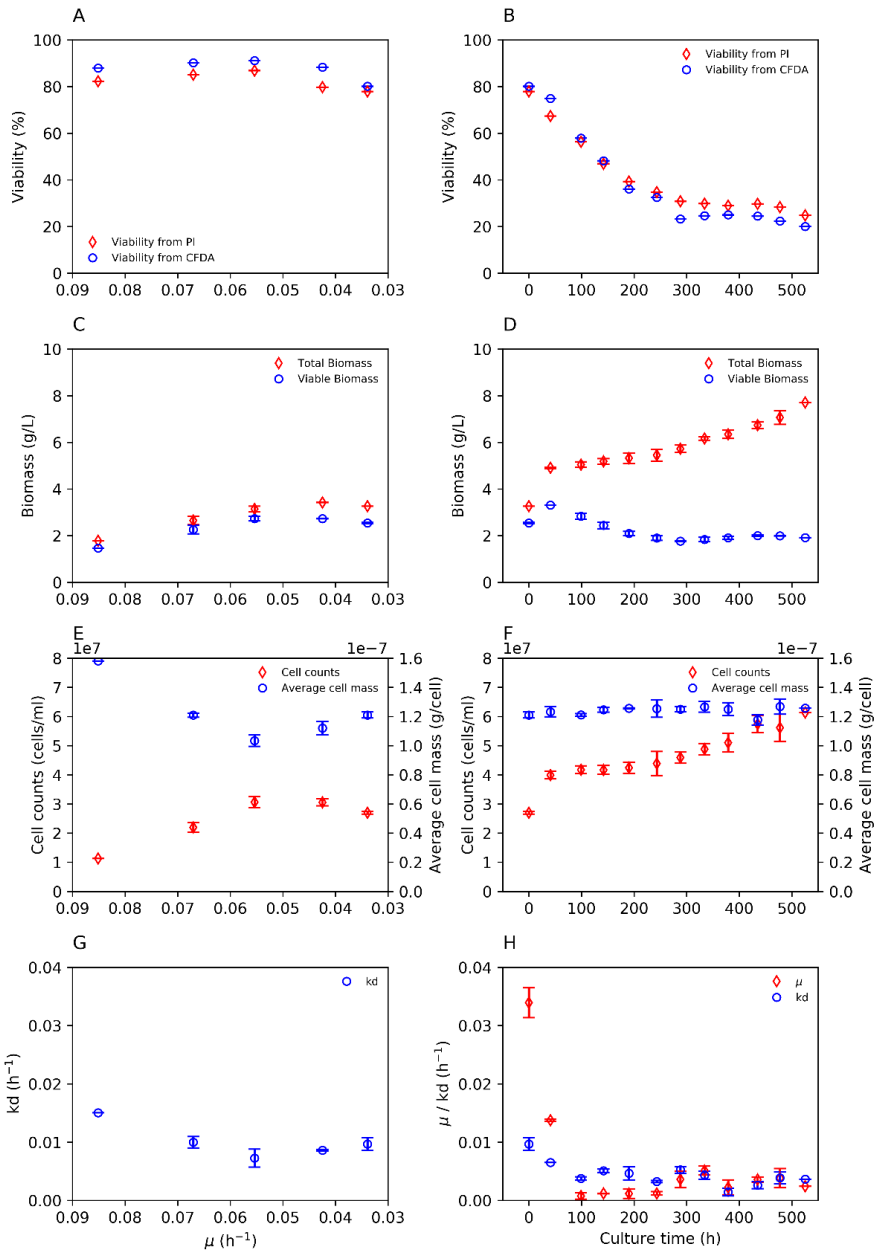 A
B
100
80
60
40
20
0
Viability (%)
Viability from PI
Viability from CFDA
0.09 0.08 0.07 0.06 0.05 0.04 0.03
100
80
60
40
20
0
Viability (%)
Viability from PI
Viability from CFDA
0 100 200 300 400 500
C
D
10
8
6
4
2
0
Biomass (g/L)
Total Biomass
Viable Biomass
0.09 0.08 0.07 0.06 0.05 0.04 0.03
10
8
6
4
2
0
Biomass (g/L)
Total Biomass
Viable Biomass
0 100 200 300 400 500
E
1e7
1e−7
8
7
6
5
4
3
2
1
0
Cell counts (cells/ml)
Cell counts
Average cell mass
1.6
1.4
1.2
1.0
0.8
0.6
0.4
0.2
0.0
Average cell mass (g/cell)
0.09 0.08 0.07 0.06 0.05 0.04 0.03
F
1e7
1e−7
8
7
6
5
4
3
2
1
0
Cell counts (cells/ml)
Cell counts
Average cell mass
1.6
1.4
1.2
1.0
0.8
0.6
0.4
0.2
0.0
Average cell mass (g/cell)
0 100 200 300 400 500
G
H
0.04
0.03
0.02
0.01
0.00
kd (h⁻¹)
kd
0.09 0.08 0.07 0.06 0.05 0.04 0.03
μ (h⁻¹)
0.04
0.03
0.02
0.01
0.00
μ / kd (h⁻¹)
μ
kd
0 100 200 300 400 500
Culture time (h)